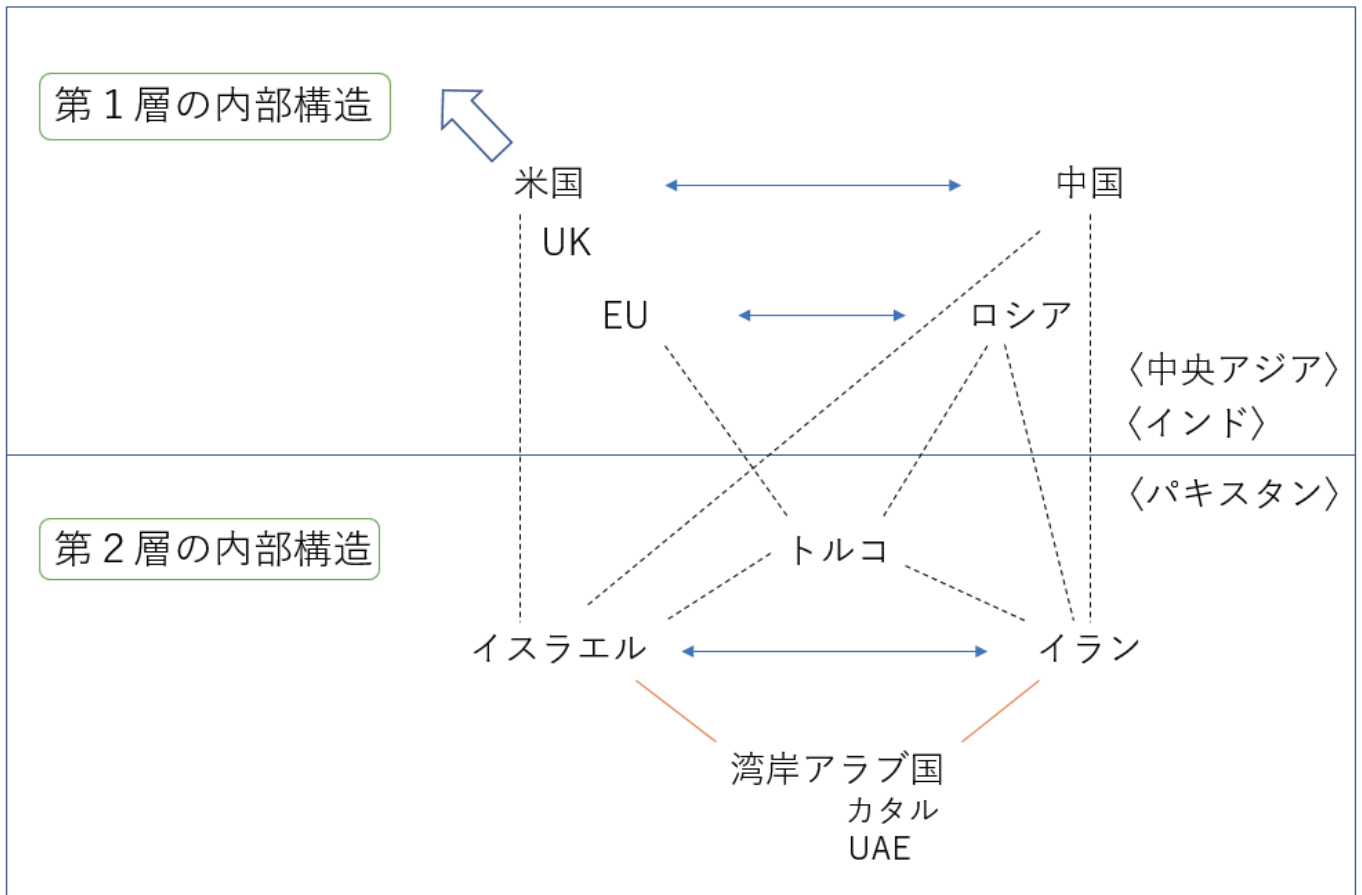 第１層の内部構造
米国
中国
UK
EU
ロシア
〈中央アジア〉
〈インド〉
〈パキスタン〉
第２層の内部構造
トルコ
イスラエル
イラン
湾岸アラブ国
カタル
UAE